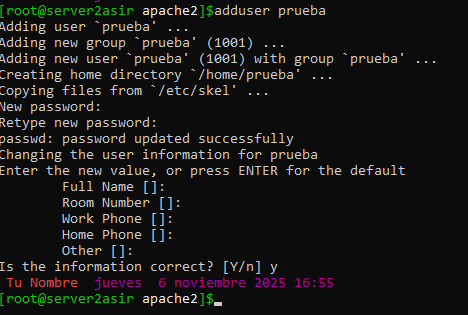 [root@server2asir apache2]$adduser prueba
Adding user `prueba' ...
Adding new group `prueba' (1001) ...
Adding new user `prueba' (1001) with group `prueba' ...
Creating home directory `/home/prueba' ...
Copying files from `/etc/skel' ...
New password:
Retype new password:
passwd: password updated successfully
Changing the user information for prueba
Enter the new value, or press ENTER for the default
        Full Name []:
        Room Number []:
        Work Phone []:
        Home Phone []:
        Other []:
Is the information correct? [Y/n] y
 Tu Nombre  jueves  6 noviembre 2025 16:55
[root@server2asir apache2]$